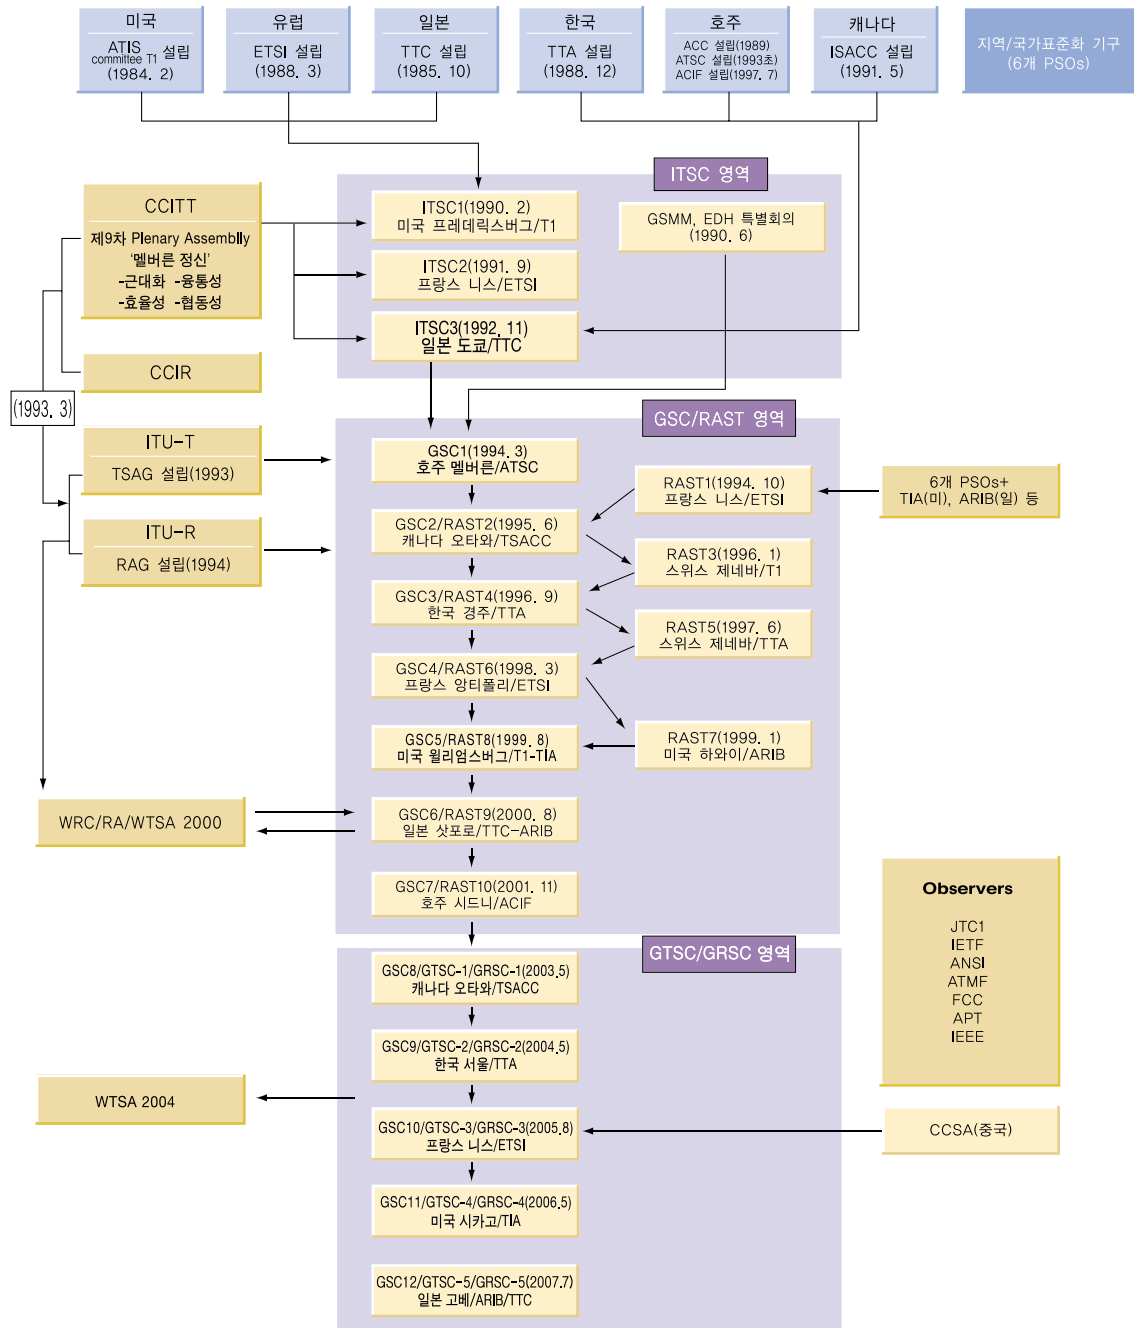 미국
ATIS
committee T1 설립
(1984. 2)
유럽
ETSI 설립
(1988. 3)
일본
TTC 설립
(1985. 10)
한국
TTA 설립
(1988. 12)
호주
ACC 설립(1989)
ATSC 설립(1993초)
ACIF 설립(1997. 7)
캐나다
ISACC 설립
(1991. 5)
지역/국가표준화 기구
(6개 PSOs)
ITSC 영역
CCITT
제9차 Plenary Assemblly
‘멜버른 정신’
-근대화 -융통성
-효율성 -협동성
ITSC1(1990. 2)
미국 프레데릭스버그/T1
GSMM, EDH 특별회의
(1990. 6)
ITSC2(1991. 9)
프랑스 니스/ETSI
ITSC3(1992. 11)
일본 도쿄/TTC
CCIR
(1993. 3)
GSC/RAST 영역
ITU-T
TSAG 설립(1993)
GSC1(1994. 3)
호주 멜버른/ATSC
RAST1(1994. 10)
프랑스 니스/ETSI
6개 PSOs+
TIA(미), ARIB(일) 등
ITU-R
RAG 설립(1994)
GSC2/RAST2(1995. 6)
캐나다 오타와/TSACC
RAST3(1996. 1)
스위스 제네바/T1
GSC3/RAST4(1996. 9)
한국 경주/TTA
RAST5(1997. 6)
스위스 제네바/TTA
GSC4/RAST6(1998. 3)
프랑스 앙티폴리/ETSI
GSC5/RAST8(1999. 8)
미국 윌리엄스버그/T1-TIA
RAST7(1999. 1)
미국 하와이/ARIB
WRC/RA/WTSA 2000
GSC6/RAST9(2000. 8)
일본 삿포로/TTC-ARIB
GSC7/RAST10(2001. 11)
호주 시드니/ACIF
Observers
JTC1
IETF
ANSI
ATMF
FCC
APT
IEEE
GTSC/GRSC 영역
GSC8/GTSC-1/GRSC-1(2003.5)
캐나다 오타와/TSACC
GSC9/GTSC-2/GRSC-2(2004.5)
한국 서울/TTA
WTSA 2004
GSC10/GTSC-3/GRSC-3(2005.8)
프랑스 니스/ETSI
CCSA(중국)
GSC11/GTSC-4/GRSC-4(2006.5)
미국 시카고/TIA
GSC12/GTSC-5/GRSC-5(2007.7)
일본 고베/ARIB/TTC